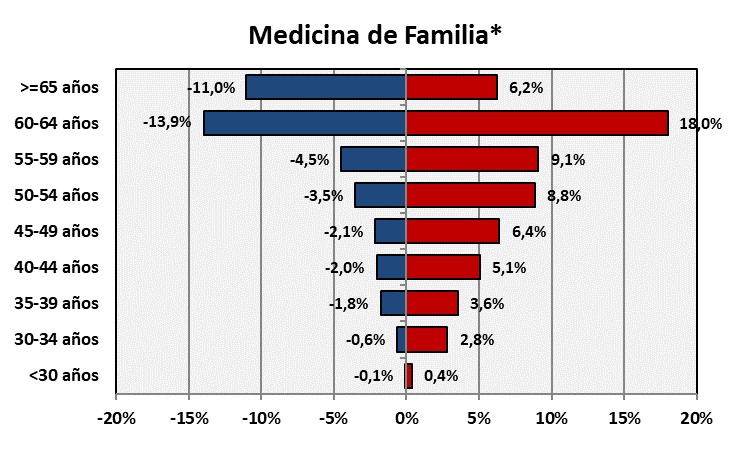 Medicina de Familia*
>=65 años -11,0% 6,2%
60-64 años -13,9% 18,0%
55-59 años -4,5% 9,1%
50-54 años -3,5% 8,8%
45-49 años -2,1% 6,4%
40-44 años -2,0% 5,1%
35-39 años -1,8% 3,6%
30-34 años -0,6% 2,8%
<30 años -0,1% 0,4%
-20% -15% -10% -5% 0% 5% 10% 15% 20%